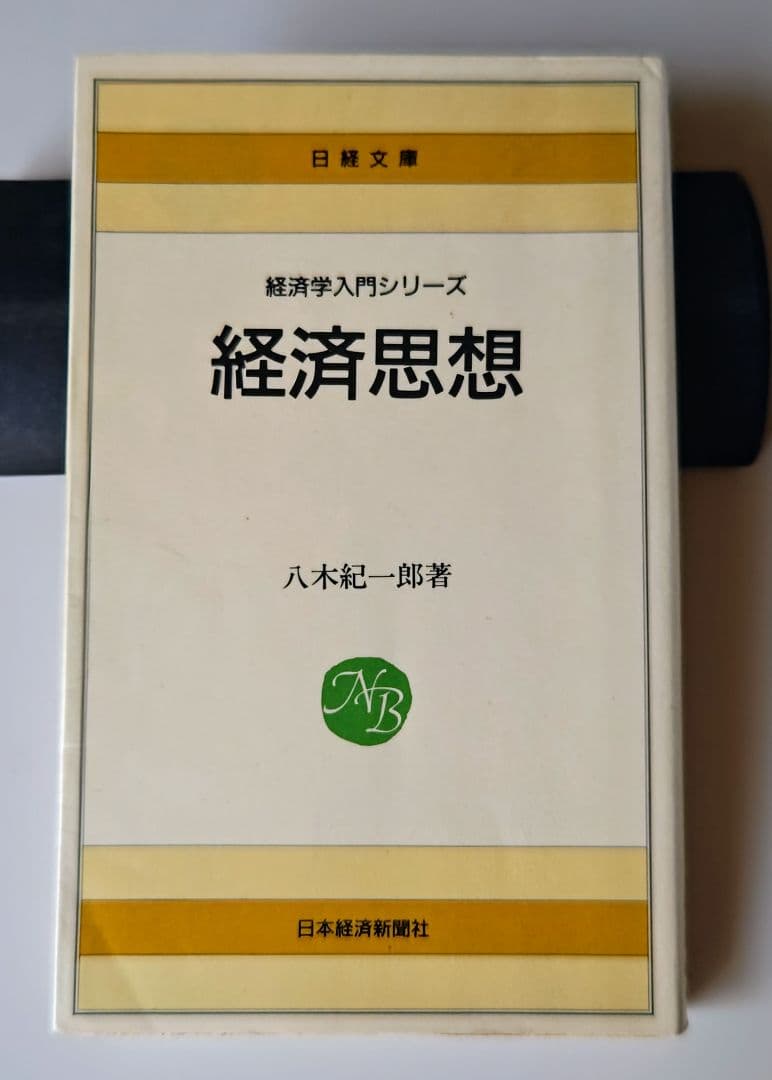 日経文庫
経済学入門シリーズ
経済思想
八木紀一郎著
NB
日本経済新聞社